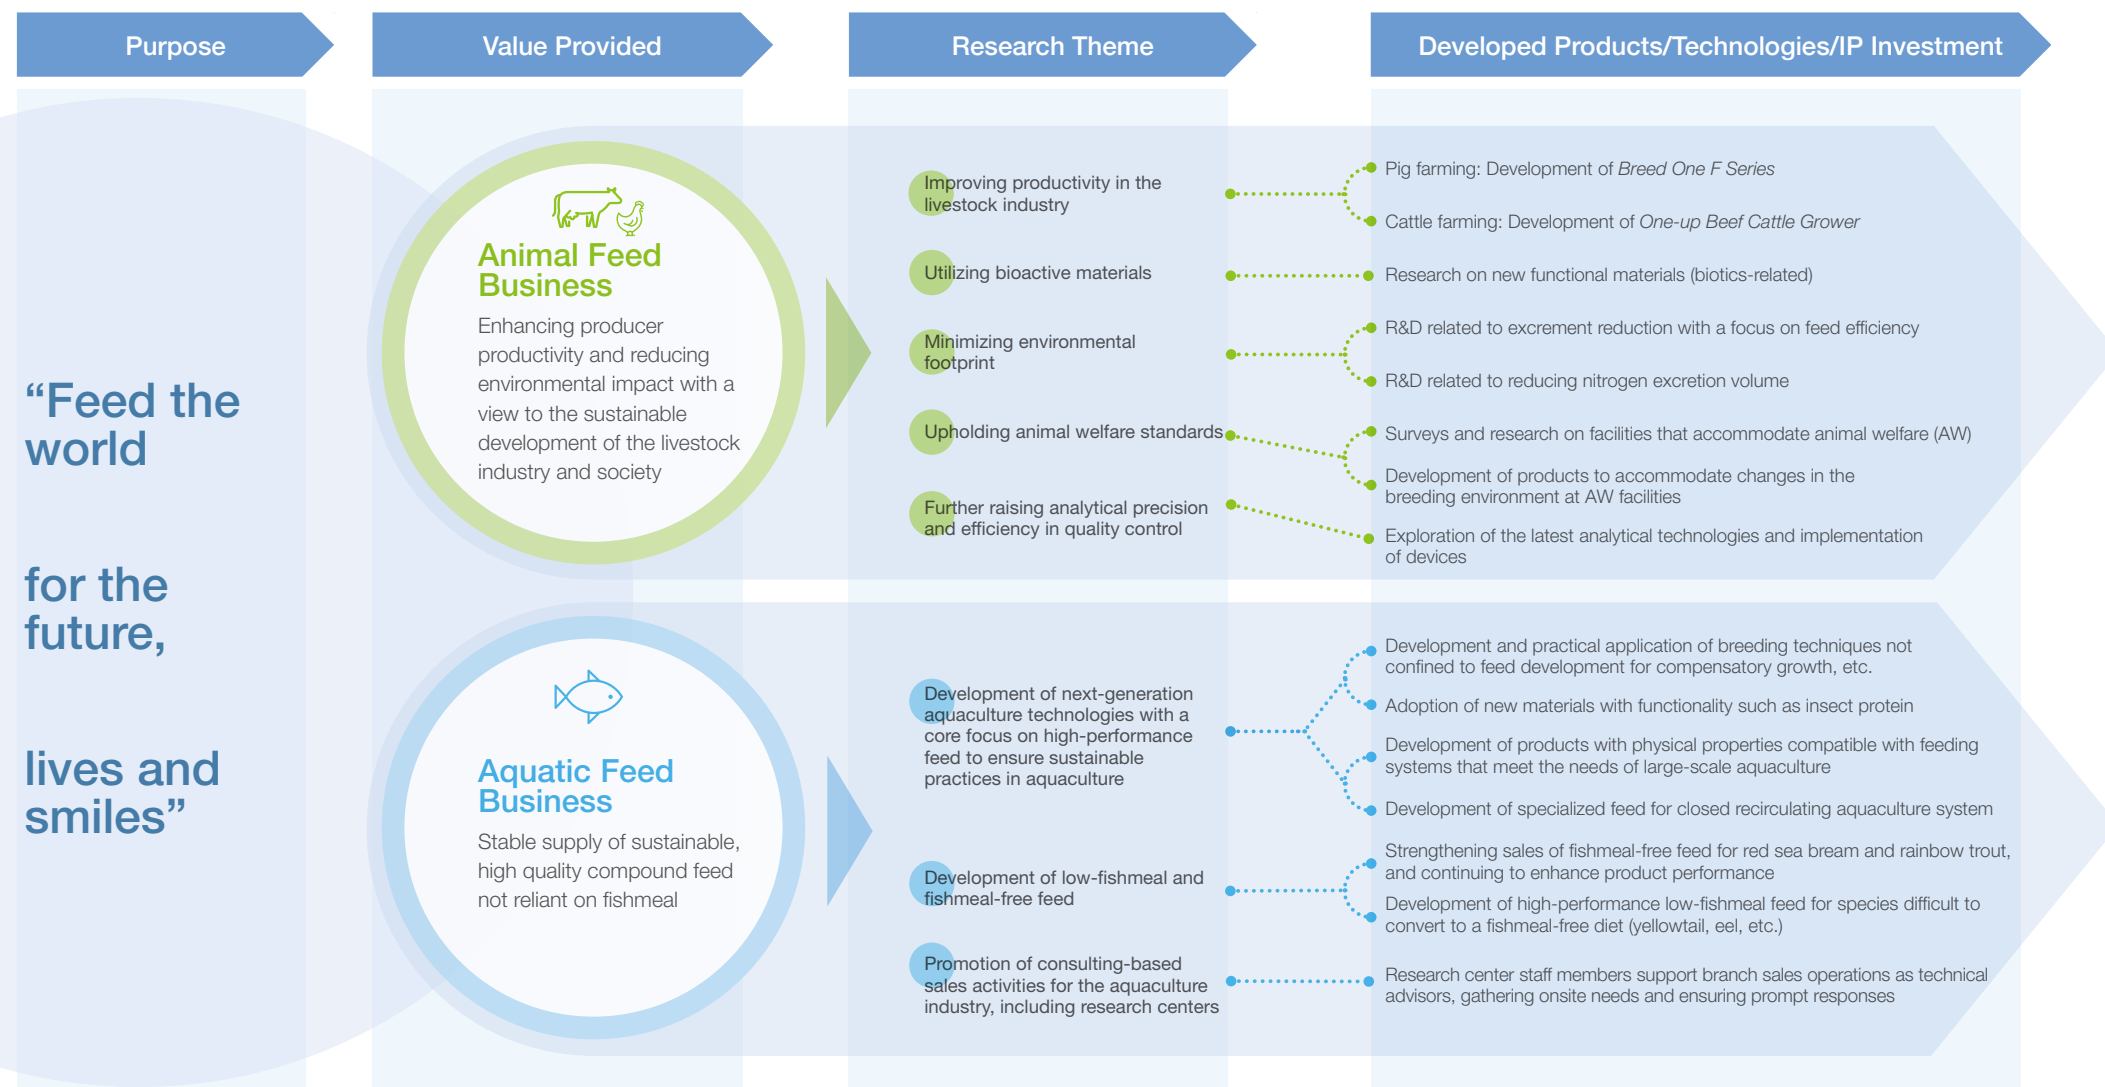 Purpose
Value Provided
Research Theme
Developed Products/Technologies/IP Investment
“Feed the
world
for the
future,
lives and
smiles”
Animal Feed
Business
Enhancing producer
productivity and reducing
environmental impact with a
view to the sustainable
development of the livestock
industry and society
Improving productivity in the
livestock industry
Utilizing bioactive materials
Minimizing environmental
footprint
Upholding animal welfare standards
Further raising analytical precision
and efficiency in quality control
Pig farming: Development of Breed One F Series
Cattle farming: Development of One-up Beef Cattle Grower
Research on new functional materials (biotics-related)
R&D related to excrement reduction with a focus on feed efficiency
R&D related to reducing nitrogen excretion volume
Surveys and research on facilities that accommodate animal welfare (AW)
Development of products to accommodate changes in the
breeding environment at AW facilities
Exploration of the latest analytical technologies and implementation
of devices
Aquatic Feed
Business
Stable supply of sustainable,
high quality compound feed
not reliant on fishmeal
Development of next-generation
aquaculture technologies with a
core focus on high-performance
feed to ensure sustainable
practices in aquaculture
Development of low-fishmeal and
fishmeal-free feed
Promotion of consulting-based
sales activities for the aquaculture
industry, including research centers
Development and practical application of breeding techniques not
confined to feed development for compensatory growth, etc.
Adoption of new materials with functionality such as insect protein
Development of products with physical properties compatible with feeding
systems that meet the needs of large-scale aquaculture
Development of specialized feed for closed recirculating aquaculture system
Strengthening sales of fishmeal-free feed for red sea bream and rainbow trout,
and continuing to enhance product performance
Development of high-performance low-fishmeal feed for species difficult to
convert to a fishmeal-free diet (yellowtail, eel, etc.)
Research center staff members support branch sales operations as technical
advisors, gathering onsite needs and ensuring prompt responses